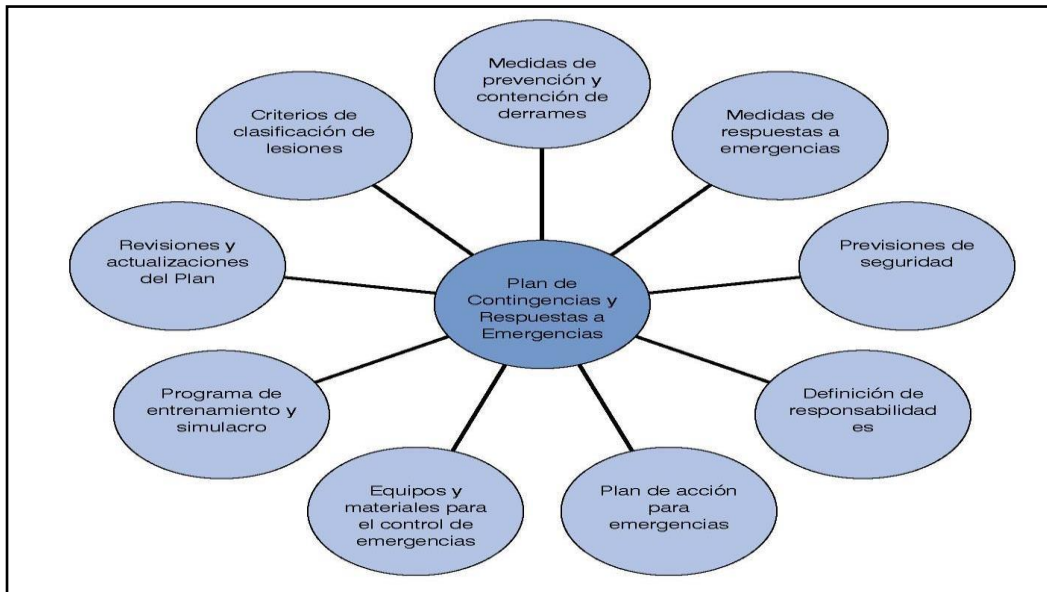 Medidas de
prevención y
contención de
derrames
Medidas de
respuestas a
emergencias
Previsiones de
seguridad
Definición de
responsabilidad
es
Plan de acción
para
emergencias
Equipos y
materiales para
el control de
emergencias
Programa de
entrenamiento y
simulacro
Revisiones y
actualizaciones
del Plan
Criterios de
clasificación de
lesiones
Plan de
Contingencias y
Respuestas a
Emergencias